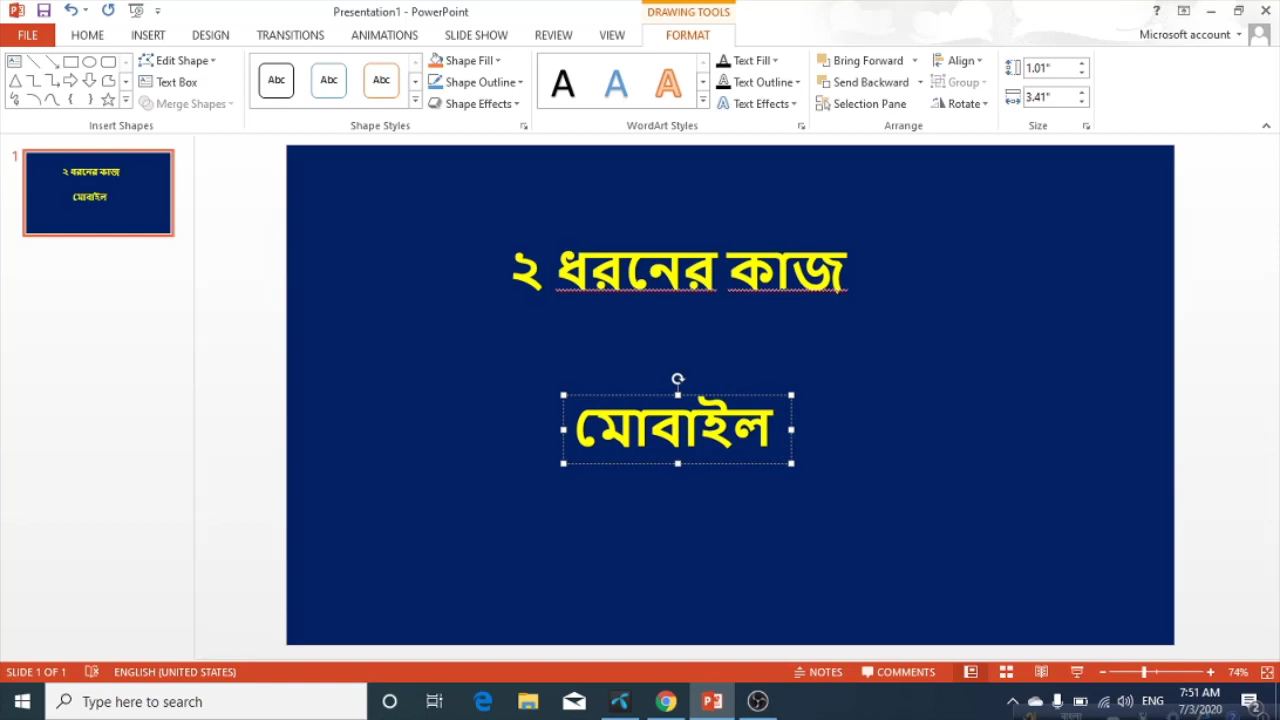 Presentation1 - PowerPoint
DRAWING TOOLS
?
FILE HOME INSERT DESIGN TRANSITIONS ANIMATIONS SLIDE SHOW REVIEW VIEW FORMAT
Microsoft account
Edit Shape
Text Box
Merge Shapes
Insert Shapes
Abc Abc Abc
Shape Fill
Shape Outline
Shape Effects
Shape Styles
A A A
Text Fill
Text Outline
Text Effects
WordArt Styles
Bring Forward
Send Backward
Selection Pane
Align
Group
Rotate
Arrange
1.01"
3.41"
Size
1
২ ধরনের কাজ
মোবাইল
২ ধরনের কাজ
মোবাইল
SLIDE 1 OF 1 ENGLISH (UNITED STATES) NOTES COMMENTS 74%
Type here to search
ENG
7:51 AM
7/3/2020
2
বাংলা